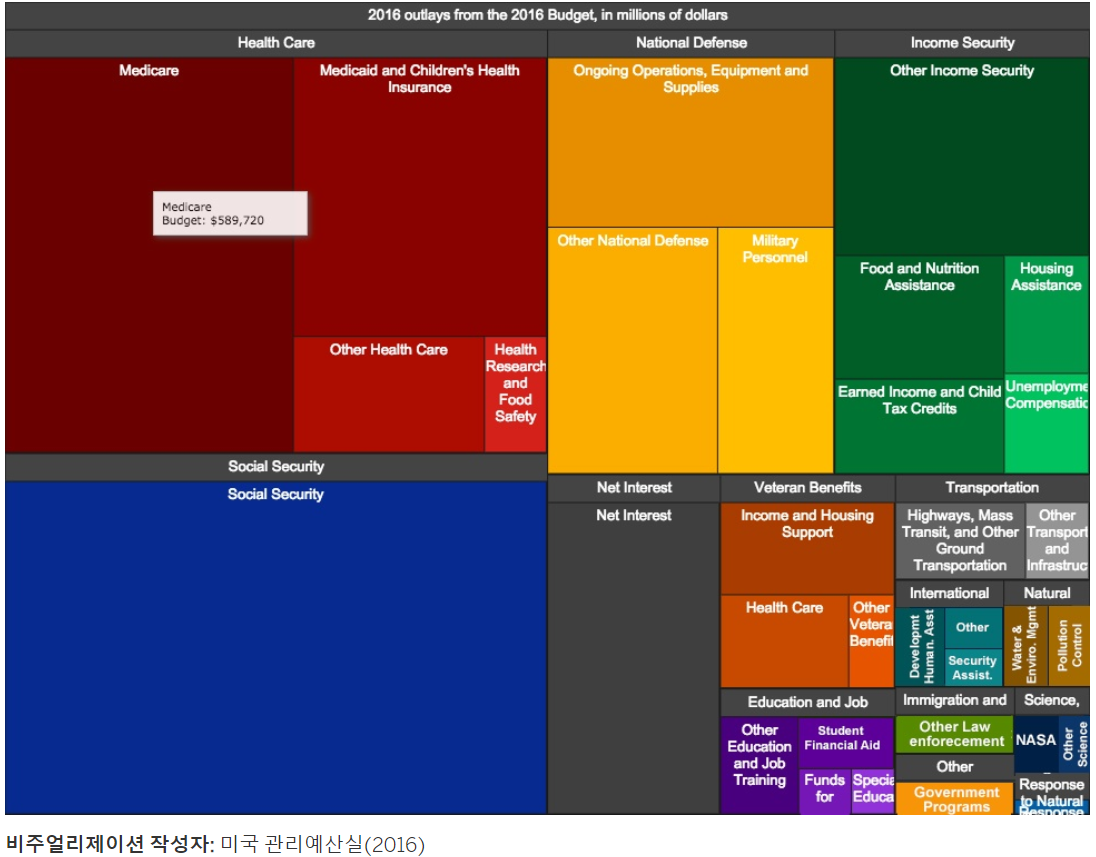 2016 outlays from the 2016 Budget, in millions of dollars
Health Care
National Defense
Income Security
Medicare
Medicaid and Children's Health
Insurance
Ongoing Operations, Equipment and
Supplies
Other Income Security
Medicare
Budget: $589,720
Other National Defense
Military
Personnel
Food and Nutrition
Assistance
Housing
Assistance
Other Health Care
Health
Research
and
Food
Safety
Earned Income and Child
Tax Credits
Unemployme
Compensatic
Social Security
Social Security
Net Interest
Veteran Benefits
Transportation
Net Interest
Income and Housing
Support
Highways, Mass
Transit, and Other
Ground
Transportation
Other
Transport
and
Infrastruc
International
Natural
Health Care
Other
Vetera
Benefit
Developmt
Human. Asst
Other
Security
Assist.
Water &
Enviro. Mgmt
Pollution
Control
Education and Job
Immigration and
Science,
Other
Education
and Job
Training
Student
Financial Aid
Funds
for
Specia
Educa
Other Law
enforecement
NASA
Other
Science
Other
Government
Programs
Response
to Natural
Response
비주얼리제이션 작성자: 미국 관리예산실(2016)